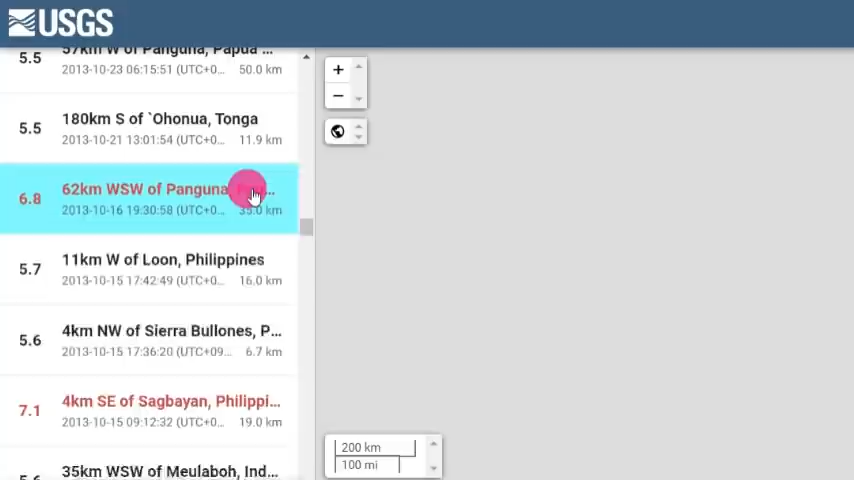 USGS
5.5
57km W of Panguna, Papua ...
2013-10-23 06:15:51 (UTC+0... 50.0 km
5.5
180km S of `Ohonua, Tonga
2013-10-21 13:01:54 (UTC+0... 11.9 km
6.8
62km WSW of Panguna,
2013-10-16 19:30:58 (UTC+0... 35.0 km
5.7
11km W of Loon, Philippines
2013-10-15 17:42:49 (UTC+0... 16.0 km
5.6
4km NW of Sierra Bullones, P...
2013-10-15 17:36:20 (UTC+09... 6.7 km
7.1
4km SE of Sagbayan, Philippi...
2013-10-15 09:12:32 (UTC+0... 19.0 km
5.6
35km WSW of Meulaboh, Ind...
+
−
200 km
100 mi